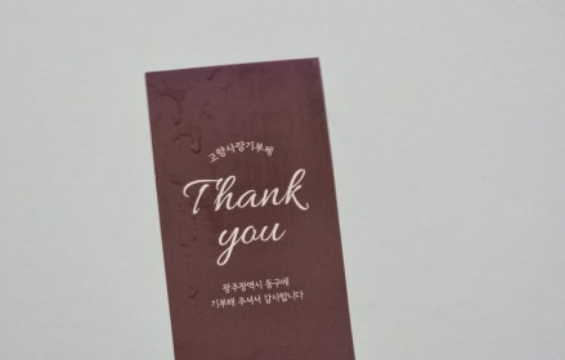 고향사랑기부제
Thank
you
광주광역시 동구에
기부해 주셔서 감사합니다